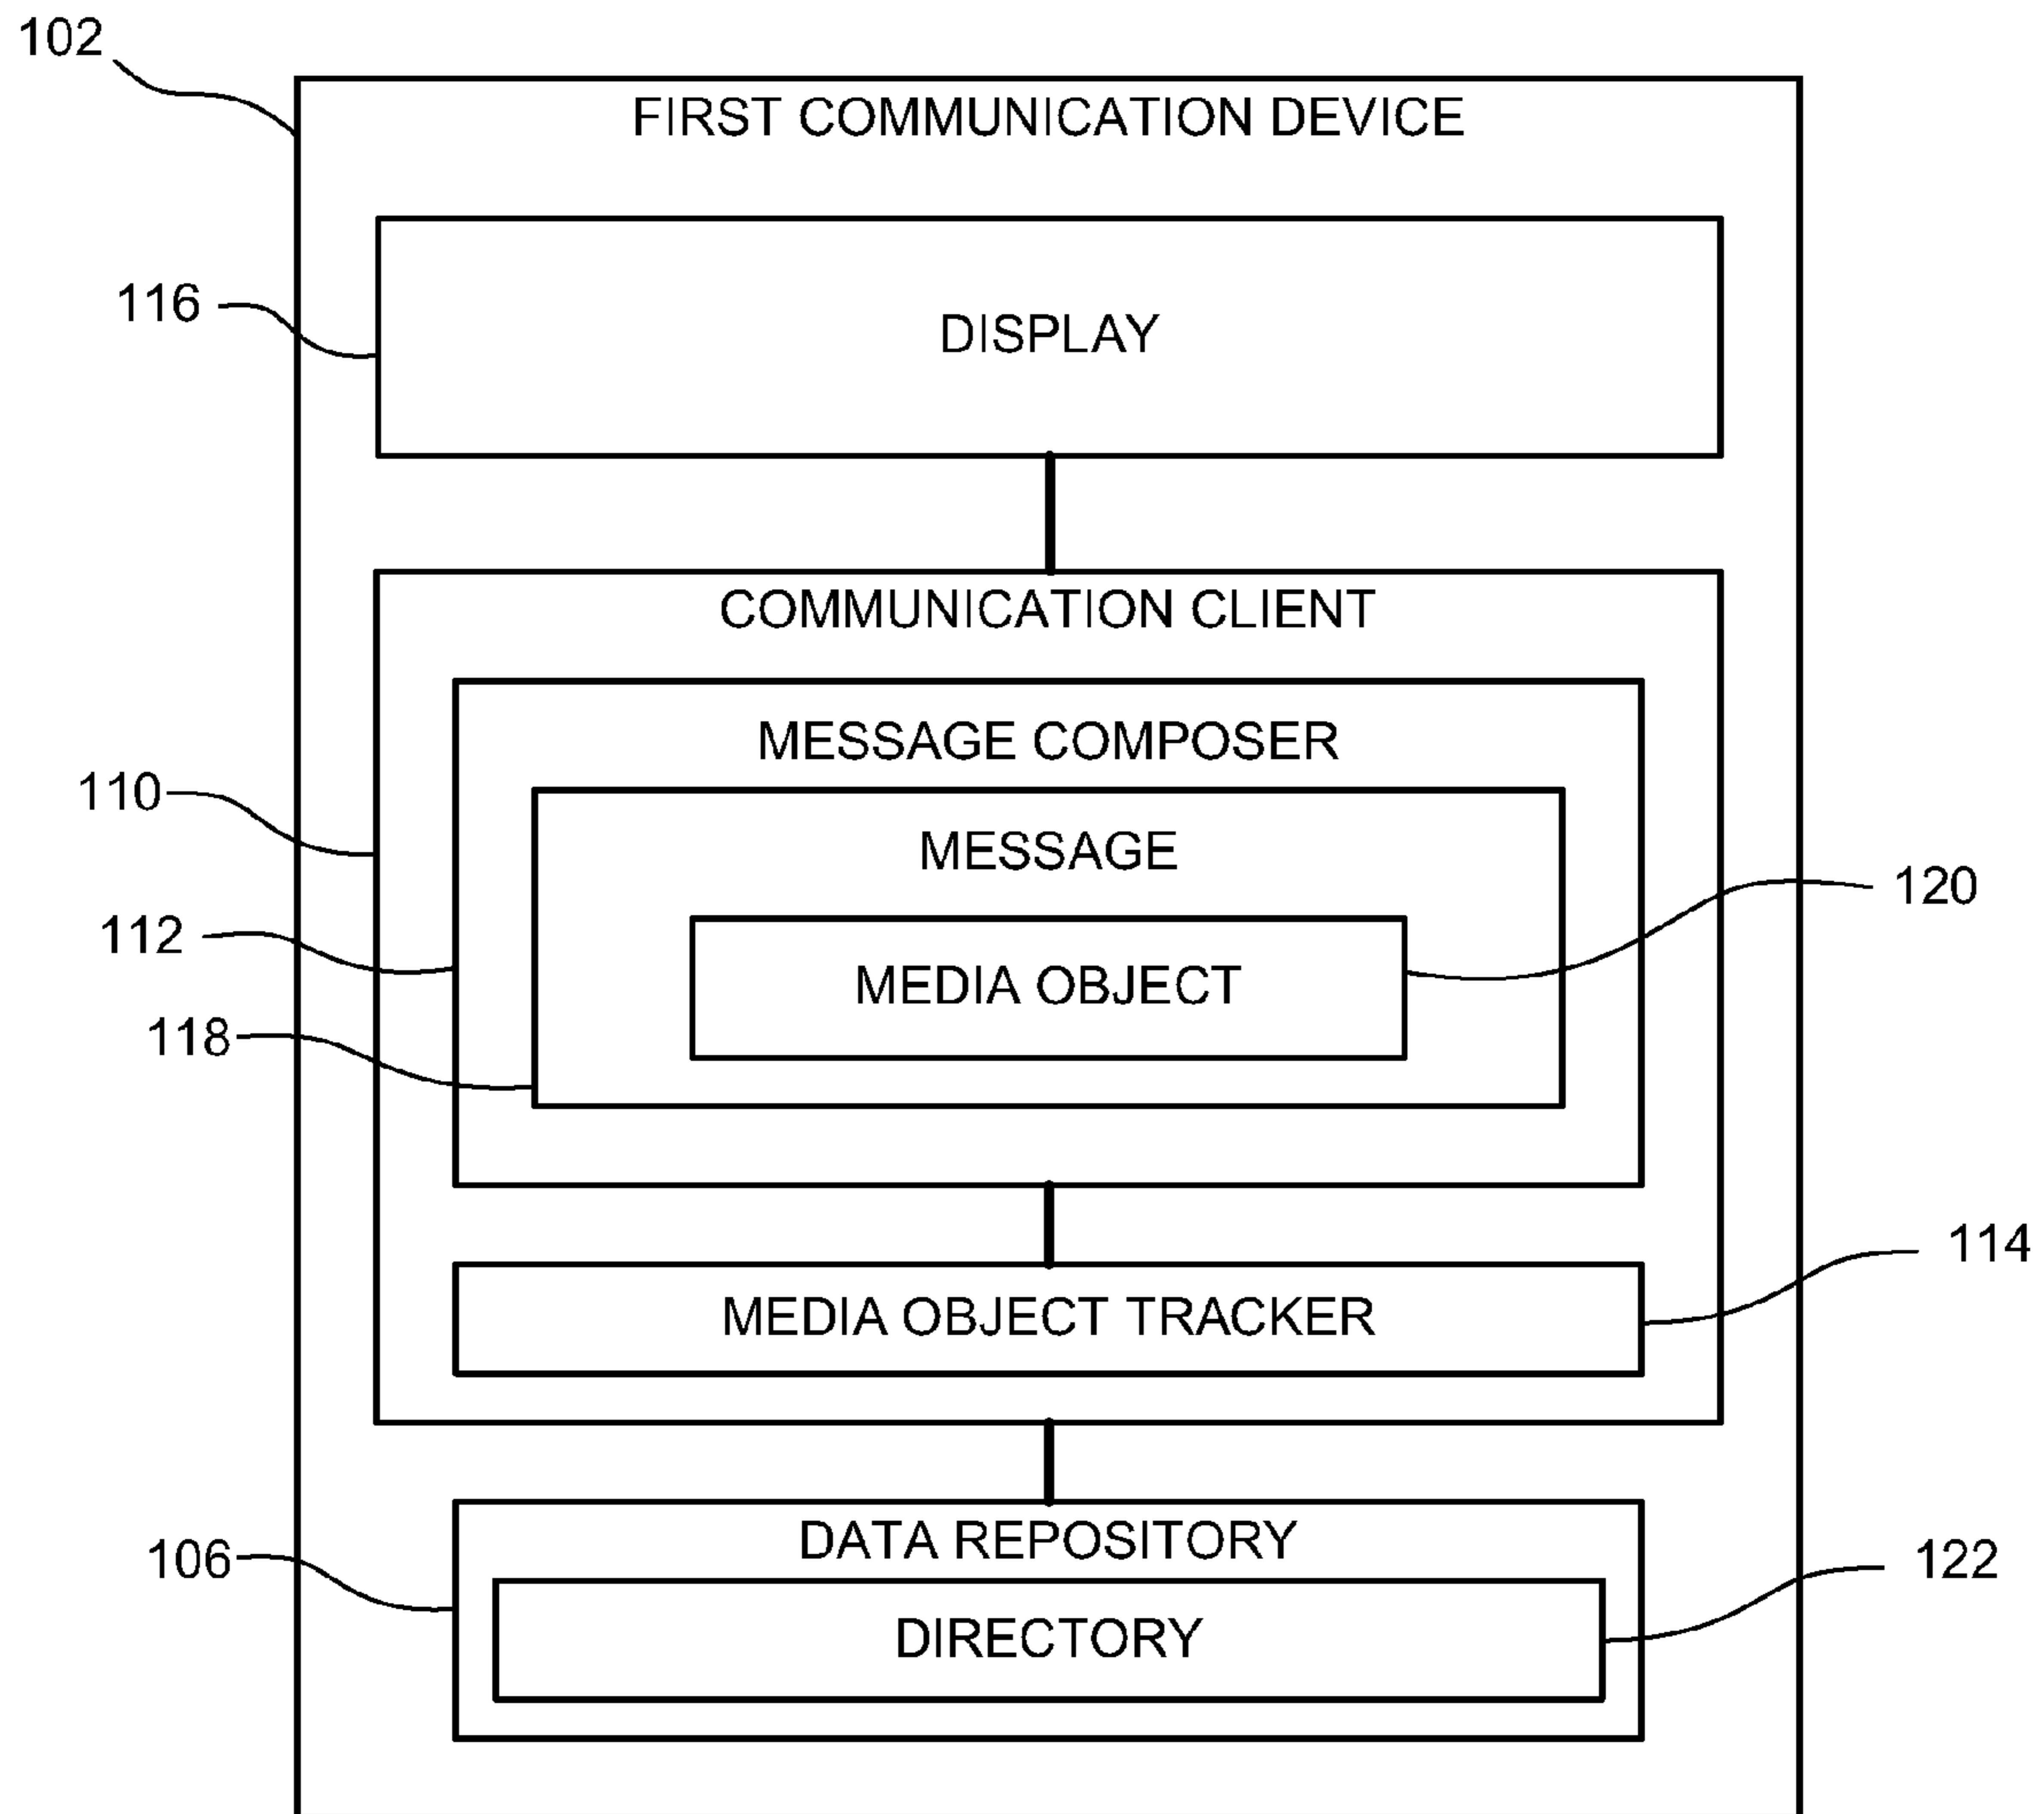 102
FIRST COMMUNICATION DEVICE
116
DISPLAY
COMMUNICATION CLIENT
MESSAGE COMPOSER
110
MESSAGE
120
112
MEDIA OBJECT
118
114
MEDIA OBJECT TRACKER
DATA REPOSITORY
106
122
DIRECTORY